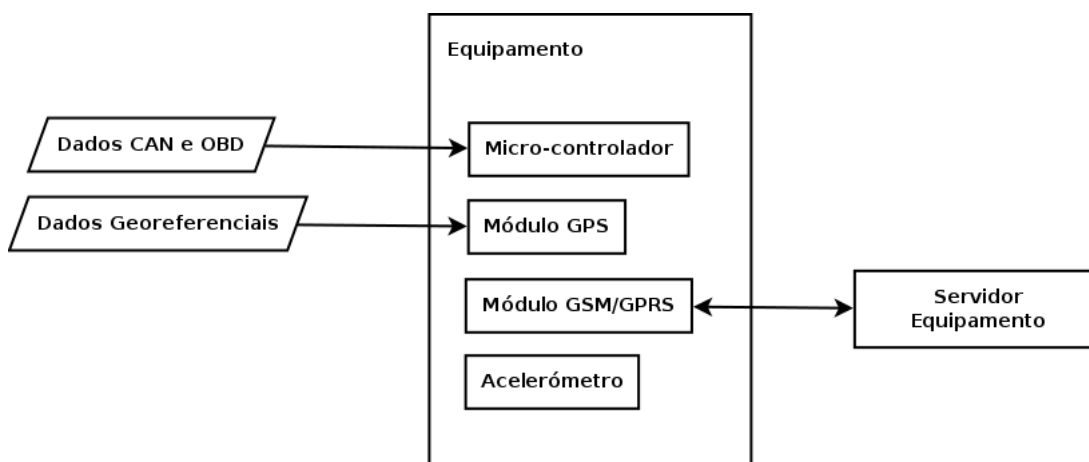 Equipamento
Dados CAN e OBD
Micro-controlador
Dados Georeferenciais
Módulo GPS
Módulo GSM/GPRS
Servidor
Equipamento
Acelerómetro